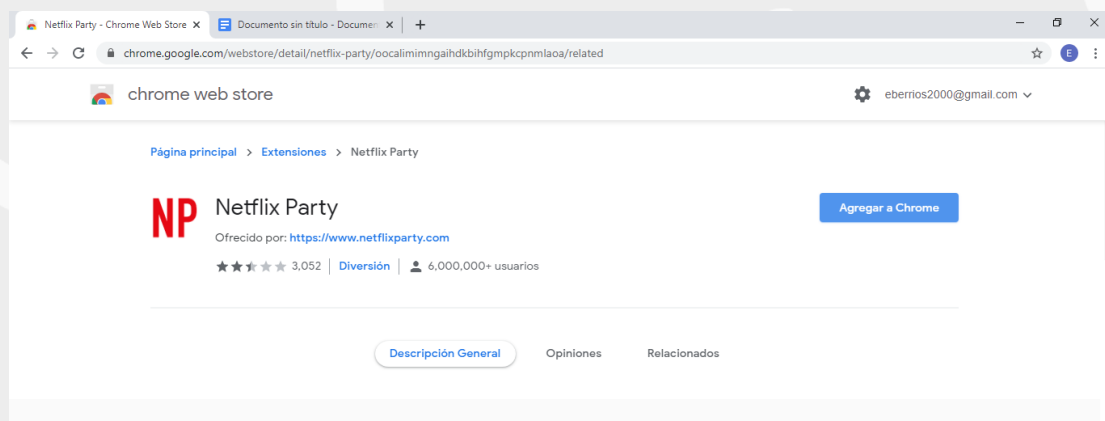 Netflix Party - Chrome Web Store
Documento sin título - Documen
chrome.google.com/webstore/detail/netflix-party/oocalimimngaihdkbihfgmpkcpnmlaoa/related
E
chrome web store
eberrios2000@gmail.com
Página principal > Extensiones > Netflix Party
NP
Netflix Party
Agregar a Chrome
Ofrecido por: https://www.netflixparty.com
3,052 | Diversión | 6,000,000+ usuarios
Descripción General Opiniones Relacionados